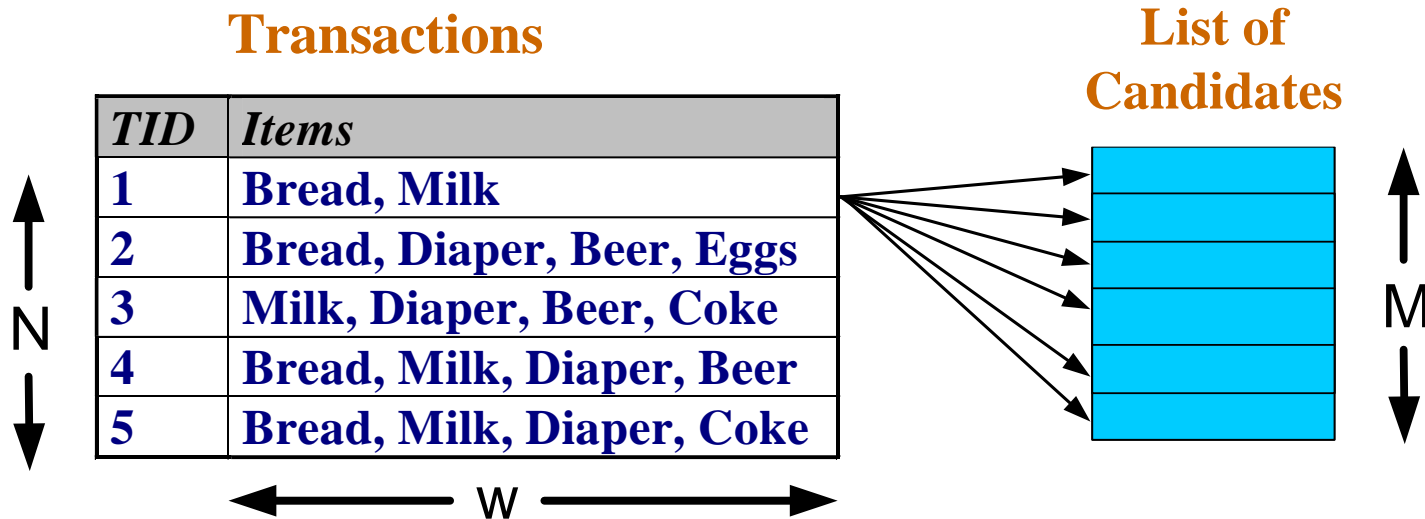 Transactions
List of
Candidates
TID Items
1 Bread, Milk
2 Bread, Diaper, Beer, Eggs
3 Milk, Diaper, Beer, Coke
4 Bread, Milk, Diaper, Beer
5 Bread, Milk, Diaper, Coke
N
M
w